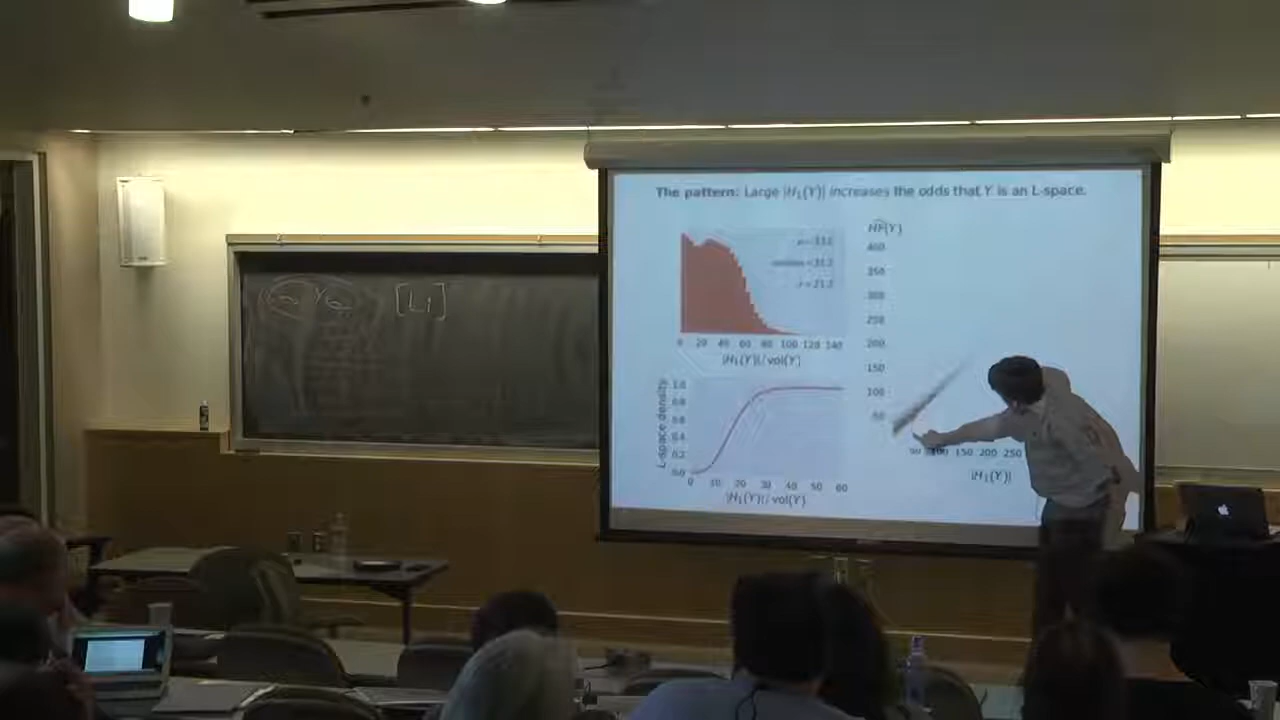 The pattern: Large |H₁(Y)| increases the odds that Y is an L-space.
0 20 40 60 80 100 120 140
|H₁(Y)|/vol(Y)
L-space density
1.0
0.8
0.6
0.4
0.2
0.0
0 10 20 30 40 50 60
|H₁(Y)|/vol(Y)
HF(Y)
400
350
300
250
200
150
100
50
50 100 150 200 250
|H₁(Y)|
[L1]